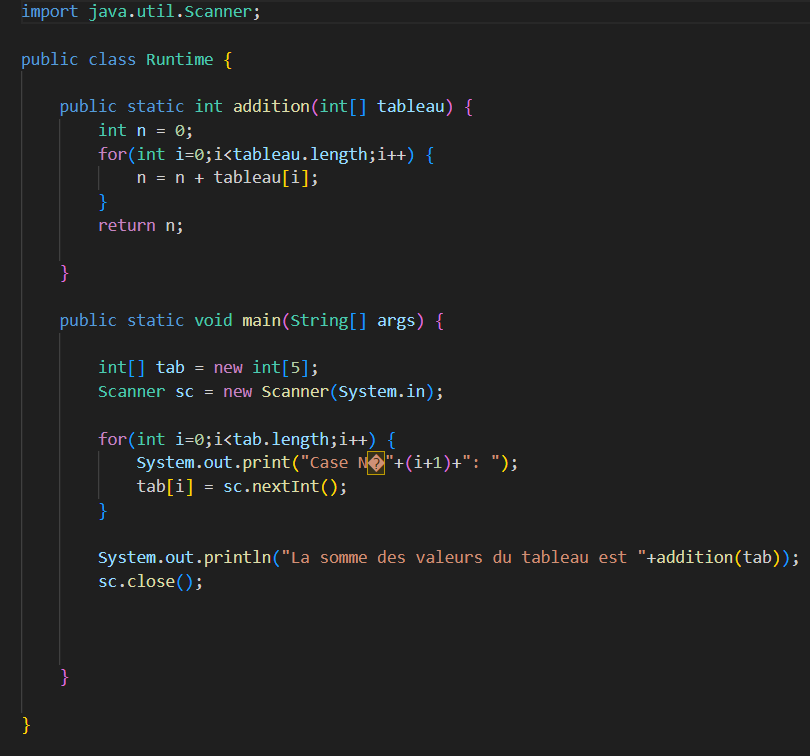 import java.util.Scanner;
public class Runtime {
public static int addition(int[] tableau) {
int n = 0;
for(int i=0;i<tableau.length;i++) {
n = n + tableau[i];
}
return n;
}
public static void main(String[] args) {
int[] tab = new int[5];
Scanner sc = new Scanner(System.in);
for(int i=0;i<tab.length;i++) {
System.out.print("Case N�"+(i+1)+": ");
tab[i] = sc.nextInt();
}
System.out.println("La somme des valeurs du tableau est "+addition(tab));
sc.close();
}
}